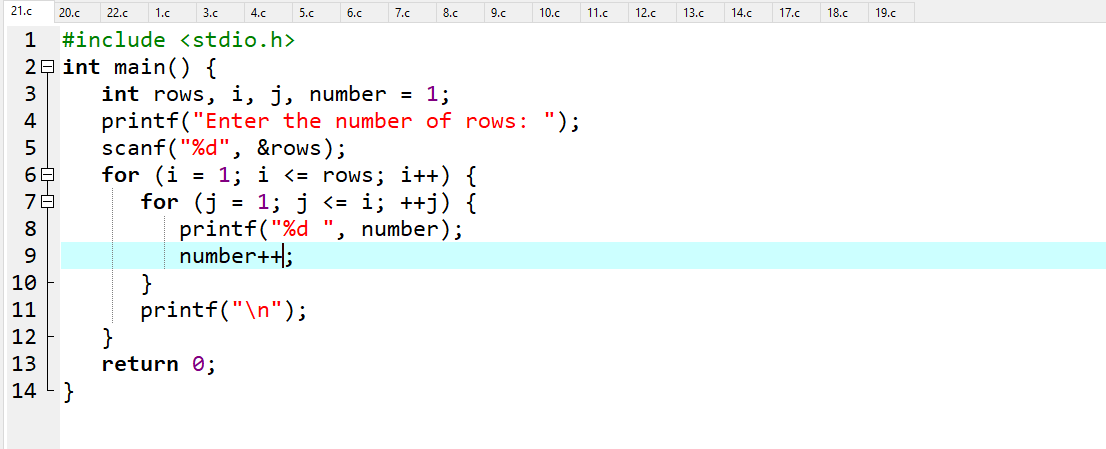 21.c 20.c 22.c 1.c 3.c 4.c 5.c 6.c 7.c 8.c 9.c 10.c 11.c 12.c 13.c 14.c 17.c 18.c 19.c
1 #include <stdio.h>
2 int main() {
3 int rows, i, j, number = 1;
4 printf("Enter the number of rows: ");
5 scanf("%d", &rows);
6 for (i = 1; i <= rows; i++) {
7 for (j = 1; j <= i; ++j) {
8 printf("%d ", number);
9 number++;
10 }
11 printf("\n");
12 }
13 return 0;
14 }